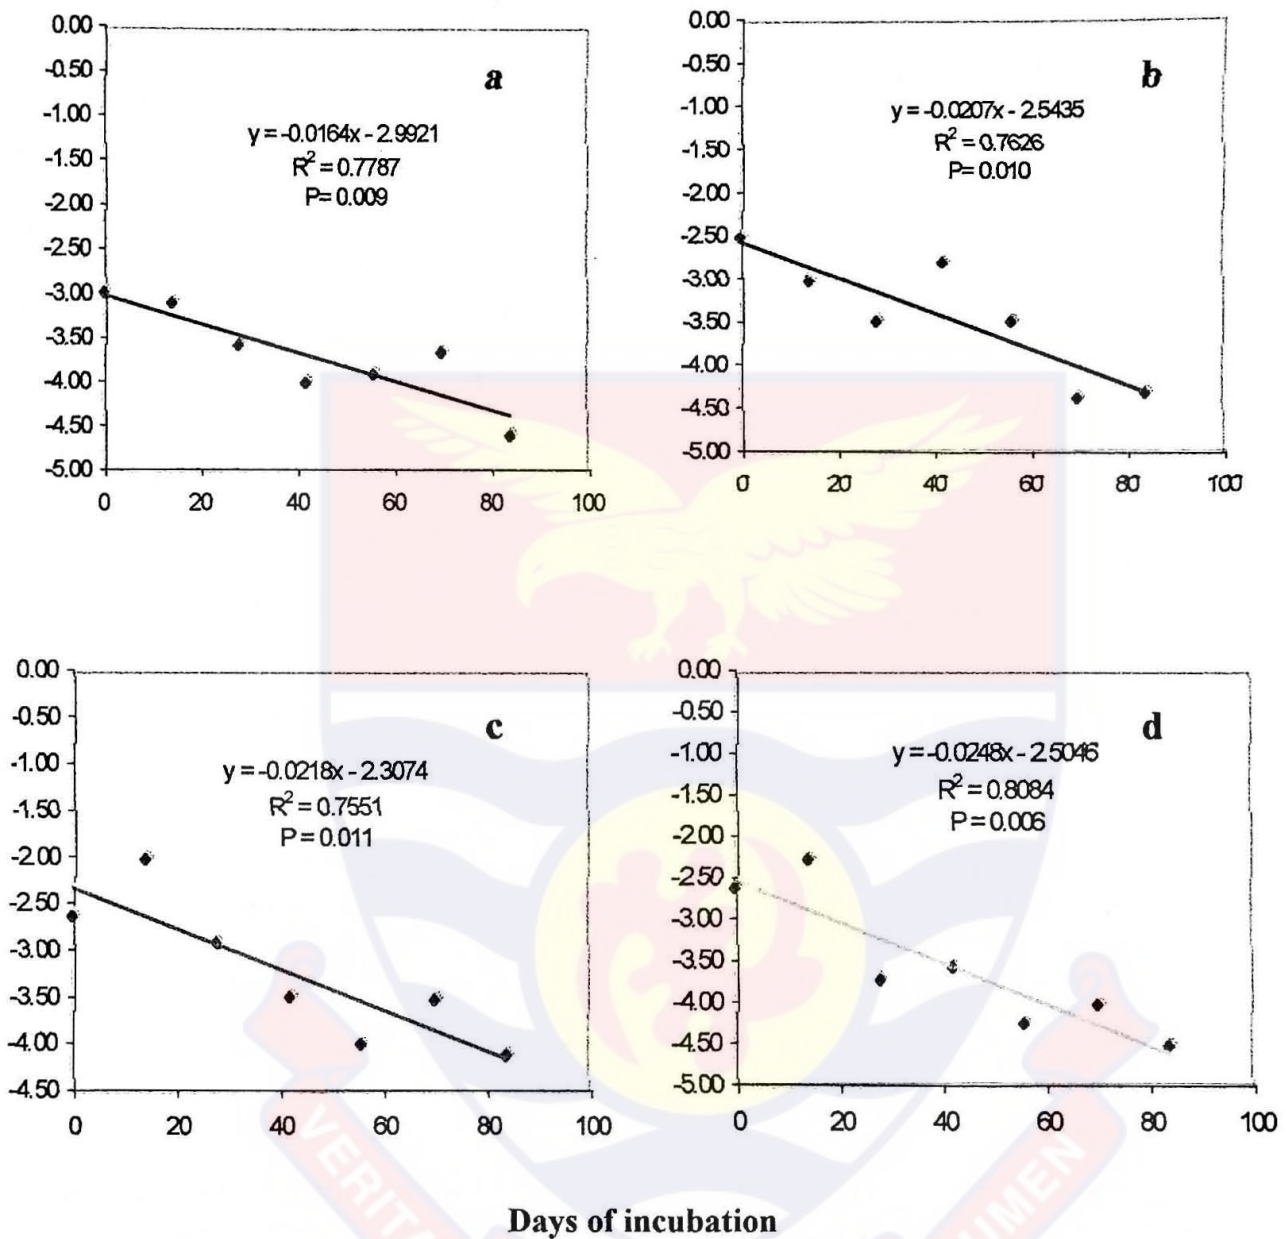 0.00
-0.50
-1.00
-1.50
-2.00
-2.50
-3.00
-3.50
-4.00
-4.50
-5.00
a
y = -0.0164x - 2.9921
R² = 0.7787
P= 0.009
0 20 40 60 80 100
0.00
-0.50
-1.00
-1.50
-2.00
-2.50
-3.00
-3.50
-4.00
-4.50
-5.00
b
y = -0.0207x - 2.5435
R² = 0.7626
P= 0.010
0 20 40 60 80 100
0.00
-0.50
-1.00
-1.50
-2.00
-2.50
-3.00
-3.50
-4.00
-4.50
c
y = -0.0218x - 2.3074
R² = 0.7551
P = 0.011
0 20 40 60 80 100
0.00
-0.50
-1.00
-1.50
-2.00
-2.50
-3.00
-3.50
-4.00
-4.50
-5.00
d
y = -0.0248x - 2.5046
R² = 0.8084
P = 0.006
0 20 40 60 80 100
VERITA
UMEN
Days of incubation